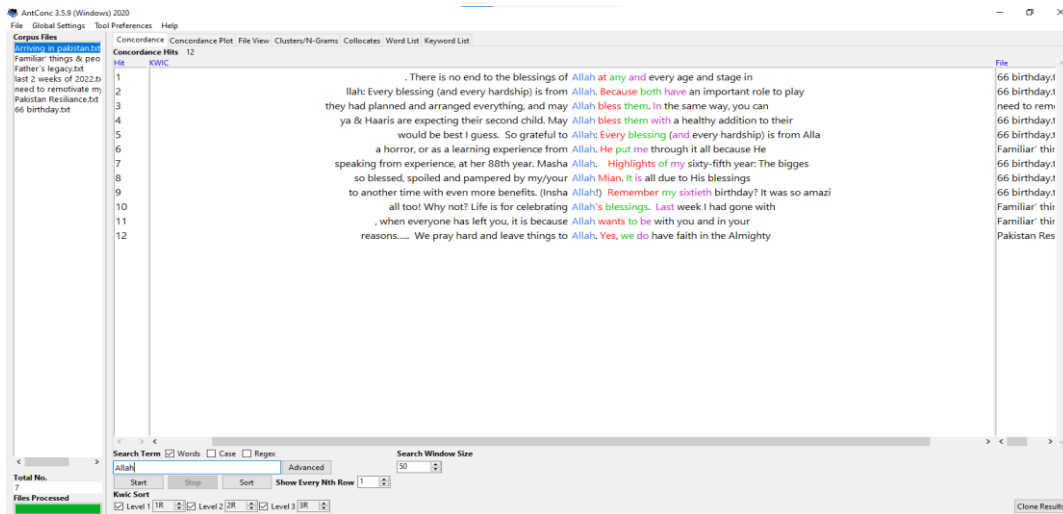 AntConc 3.5.9 (Windows) 2020
File Global Settings Tool Preferences Help
Corpus Files
Arriving in pakistan.txt
Familiar' things & peo
Father's legacy.txt
last 2 weeks of 2022.t
need to remotivate my
Pakistan Resiliance.txt
66 birthday.txt
Concordance Concordance Plot File View Clusters/N-Grams Collocates Word List Keyword List
Concordance Hits 12
Hit KWIC File
1 . There is no end to the blessings of Allah at any and every age and stage in 66 birthday.t
2 llah: Every blessing (and every hardship) is from Allah. Because both have an important role to play 66 birthday.t
3 they had planned and arranged everything, and may Allah bless them. In the same way, you can need to rem
4 ya & Haaris are expecting their second child. May Allah bless them with a healthy addition to their 66 birthday.t
5 would be best I guess. So grateful to Allah: Every blessing (and every hardship) is from Alla 66 birthday.t
6 a horror, or as a learning experience from Allah. He put me through it all because He Familiar' thir
7 speaking from experience, at her 88th year. Masha Allah. Highlights of my sixty-fifth year: The bigges 66 birthday.t
8 so blessed, spoiled and pampered by my/your Allah Mian. It is all due to His blessings 66 birthday.t
9 to another time with even more benefits. (Insha Allah!) Remember my sixtieth birthday? It was so amazi 66 birthday.t
10 all too! Why not? Life is for celebrating Allah's blessings. Last week I had gone with Familiar' thir
11 , when everyone has left you, it is because Allah wants to be with you and in your Familiar' thir
12 reasons..... We pray hard and leave things to Allah. Yes, we do have faith in the Almighty Pakistan Res
Search Term Words Case Regex Search Window Size
Allah Advanced 50
Start Stop Sort Show Every Nth Row 1
Kwic Sort
Level 1 1R Level 2 2R Level 3 3R Clone Results
Total No.
7
Files Processed